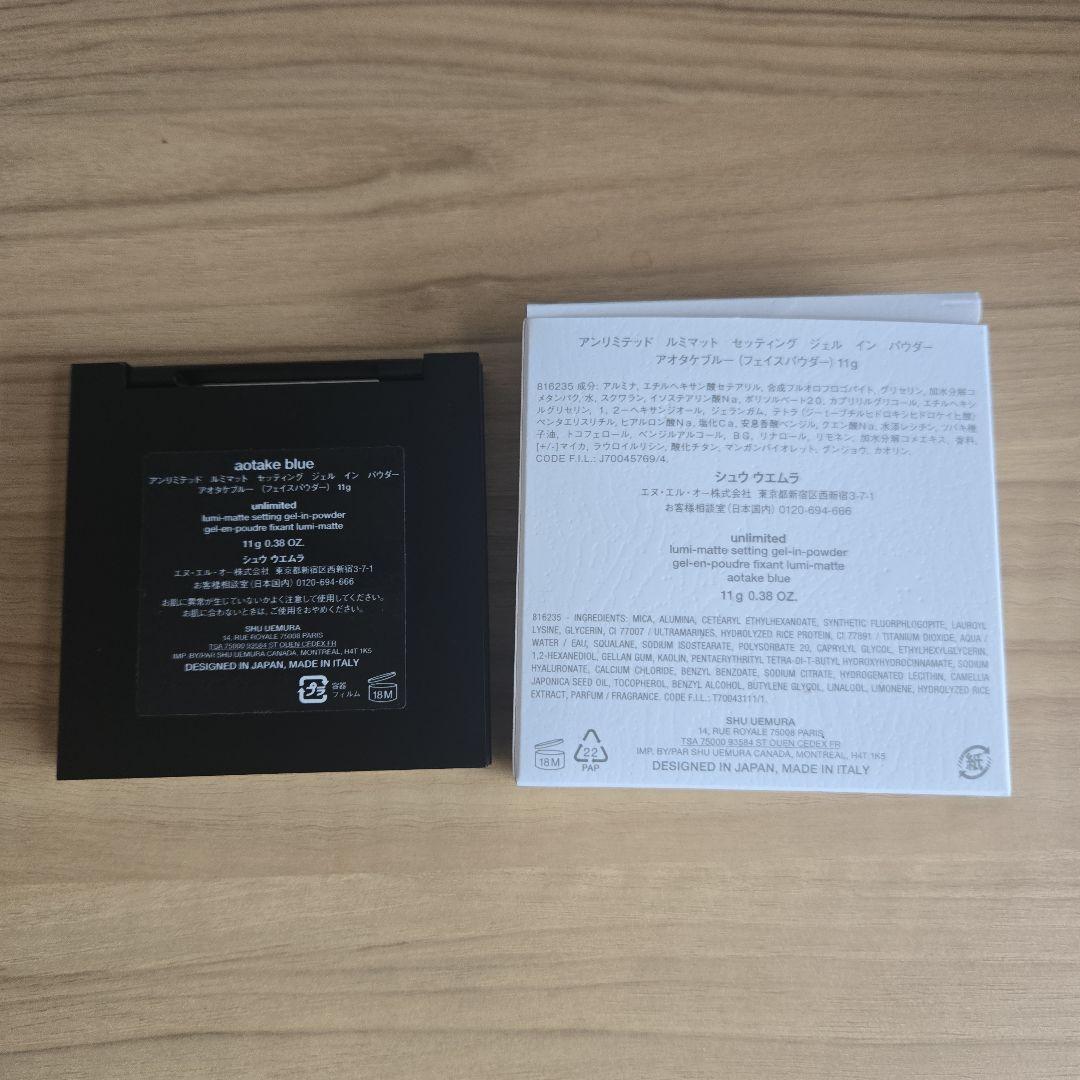 aotake blue
アンリミテッド ルミマット セッティング ジェル イン パウダー
アオタケブルー (フェイスパウダー) 11g
unlimited
lumi-matte setting gel-in-powder
gel-en-poudre fixant lumi-matte
11g 0.38 OZ.
シュウ ウエムラ
エヌ・エル・オー株式会社 東京都新宿区西新宿3-7-1
お客様相談室(日本国内) 0120-694-666
お肌に異常が生じていないかよく注意して使用してください。
お肌に合わないときは、ご使用をおやめください。
SHU UEMURA
14, RUE ROYALE 75008 PARIS
TSA 75000 93584 ST OUEN CEDEX FR
IMP. BY/PAR SHU UEMURA CANADA, MONTREAL, H4T 1K5
DESIGNED IN JAPAN, MADE IN ITALY
プラ
容器
フィルム
18M
アンリミテッド ルミマット セッティング ジェル イン パウダー
アオタケブルー (フェイスパウダー) 11g
816235 成分: アルミナ, エチルヘキサン酸セテアリル, 合成フルオロフロゴパイト, グリセリン, 加水分解コ
メタンパク, 水, スクワラン, イソステアリン酸Na, ポリソルベート20, カプリリルグリコール, エチルヘキシ
ルグリセリン, 1, 2-ヘキサンジオール, ジェランガム, テトラ(ジ-t-ブチルヒドロキシヒドロケイヒ酸)
ペンタエリスリチル, ヒアルロン酸Na, 塩化Ca, 安息香酸ベンジル, クエン酸Na, 水添レシチン, ツバキ種
子油, トコフェロール, ベンジルアルコール, BG, リナロール, リモネン, 加水分解コメエキス, 香料,
[+/-]マイカ, ラウロイルリシン, 酸化チタン, マンガンバイオレット, グンジョウ, カオリン.
CODE F.I.L.: J70045769/4.
シュウ ウエムラ
エヌ・エル・オー株式会社 東京都新宿区西新宿3-7-1
お客様相談室(日本国内) 0120-694-666
unlimited
lumi-matte setting gel-in-powder
gel-en-poudre fixant lumi-matte
aotake blue
11g 0.38 OZ.
816235 - INGREDIENTS: MICA, ALUMINA, CETEARYL ETHYLHEXANOATE, SYNTHETIC FLUORPHLOGOPITE, LAUROYL
LYSINE, GLYCERIN, CI 77007 / ULTRAMARINES, HYDROLYZED RICE PROTEIN, CI 77891 / TITANIUM DIOXIDE, AQUA /
WATER / EAU, SQUALANE, SODIUM ISOSTEARATE, POLYSORBATE 20, CAPRYLYL GLYCOL, ETHYLHEXYLGLYCERIN,
1,2-HEXANEDIOL, GELLAN GUM, KAOLIN, PENTAERYTHRITYL TETRA-DI-T-BUTYL HYDROXYHYDROCINNAMATE, SODIUM
HYALURONATE, CALCIUM CHLORIDE, BENZYL BENZOATE, SODIUM CITRATE, HYDROGENATED LECITHIN, CAMELLIA
JAPONICA SEED OIL, TOCOPHEROL, BENZYL ALCOHOL, BUTYLENE GLYCOL, LINALOOL, LIMONENE, HYDROLYZED RICE
EXTRACT, PARFUM / FRAGRANCE. CODE F.I.L.: T70043111/1.
SHU UEMURA
14, RUE ROYALE 75008 PARIS
TSA 75000 93584 ST OUEN CEDEX FR
IMP. BY/PAR SHU UEMURA CANADA, MONTREAL, H4T 1K5
DESIGNED IN JAPAN, MADE IN ITALY
18M
22
PAP
紙